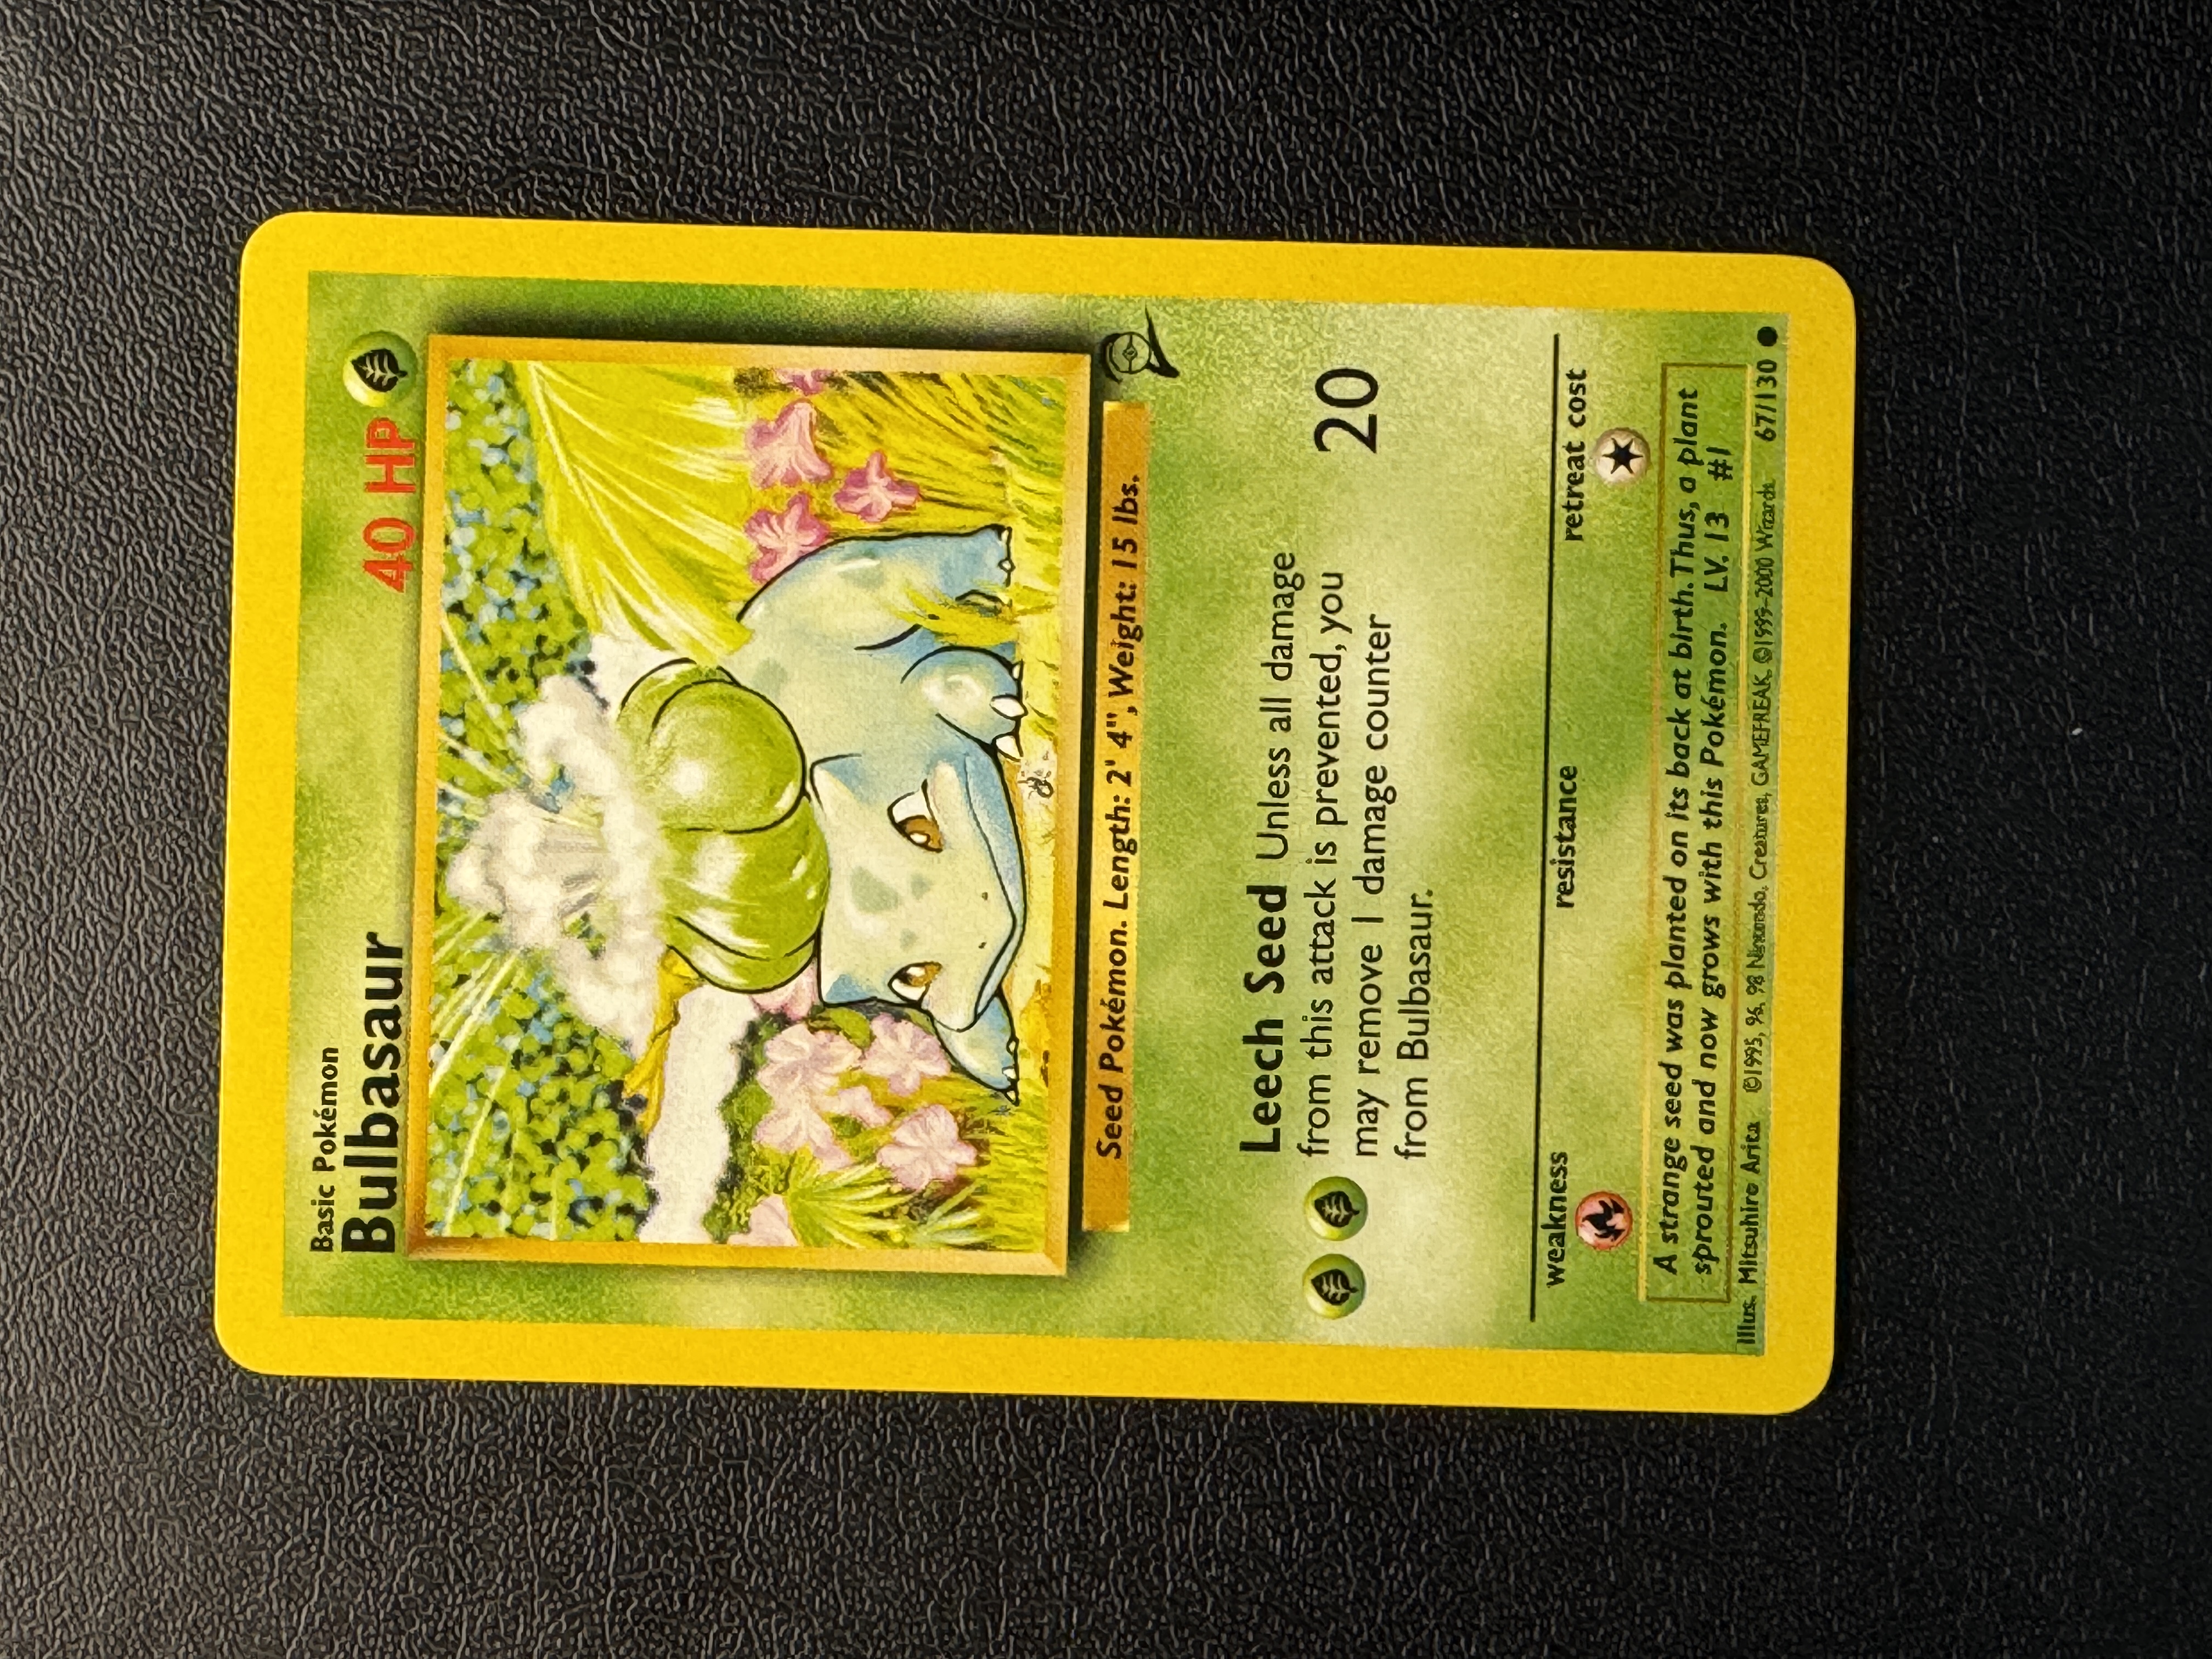 Basic Pokémon
Bulbasaur
40 HP
Seed Pokémon. Length: 2' 4", Weight: 15 lbs.
Leech Seed Unless all damage
from this attack is prevented, you
may remove 1 damage counter
from Bulbasaur.
20
weakness
resistance
retreat cost
A strange seed was planted on its back at birth. Thus, a plant
sprouted and now grows with this Pokémon. LV. 13 #1
Illus. Mitsuhiro Arita ©1995, 96, 98 Nintendo, Creatures, GAMEFREAK. ©1999-2000 Wizards. 67/130